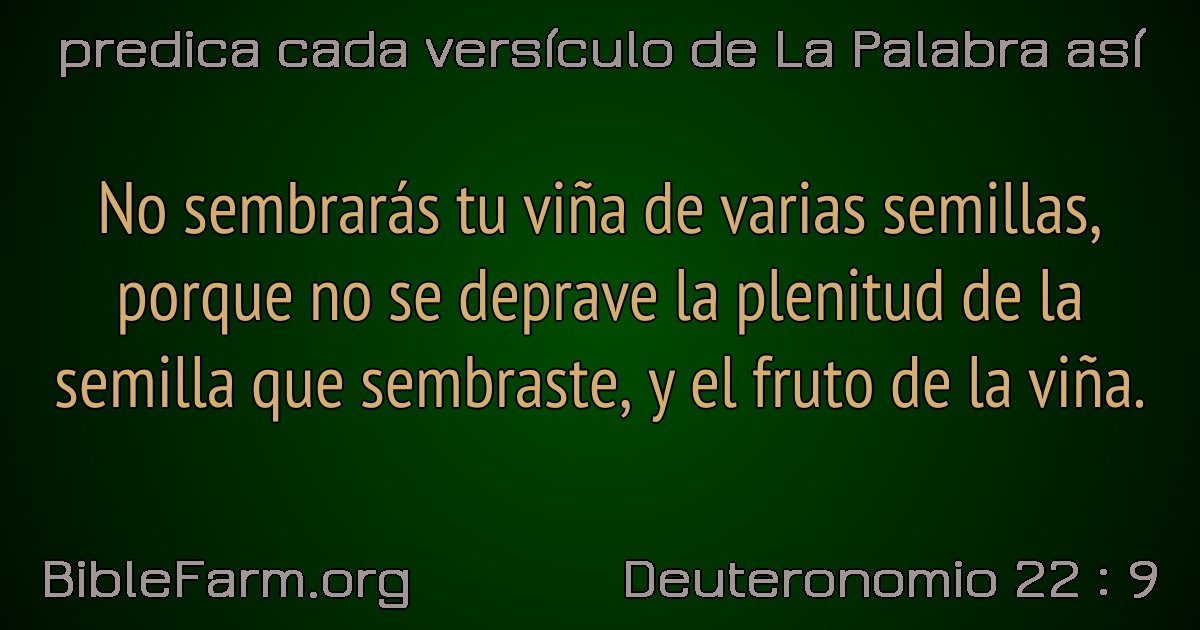 predica cada versículo de La Palabra así
No sembrarás tu viña de varias semillas,
porque no se deprave la plenitud de la
semilla que sembraste, y el fruto de la viña.
BibleFarm.org
Deuteronomio 22 : 9